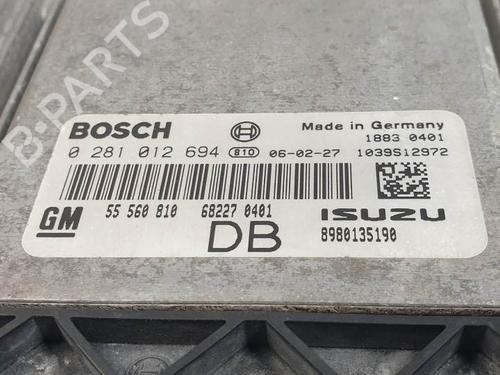 B-PARTS
BOSCH
Made in Germany
1883 0401
0 281 012 694 810 06-02-27 1039S12972
GM 55 560 810 68227 0401 ISUZU
DB 8980135190